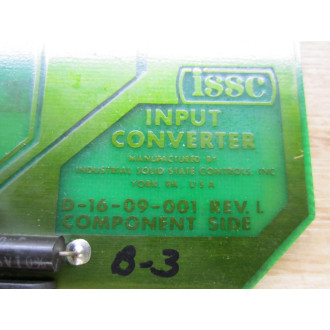 issc
INPUT
CONVERTER
MANUFACTURED BY
INDUSTRIAL SOLID STATE CONTROLS, INC
YORK, PA. U.S.A
D-16-09-001 REV. L
COMPONENT SIDE
B-3